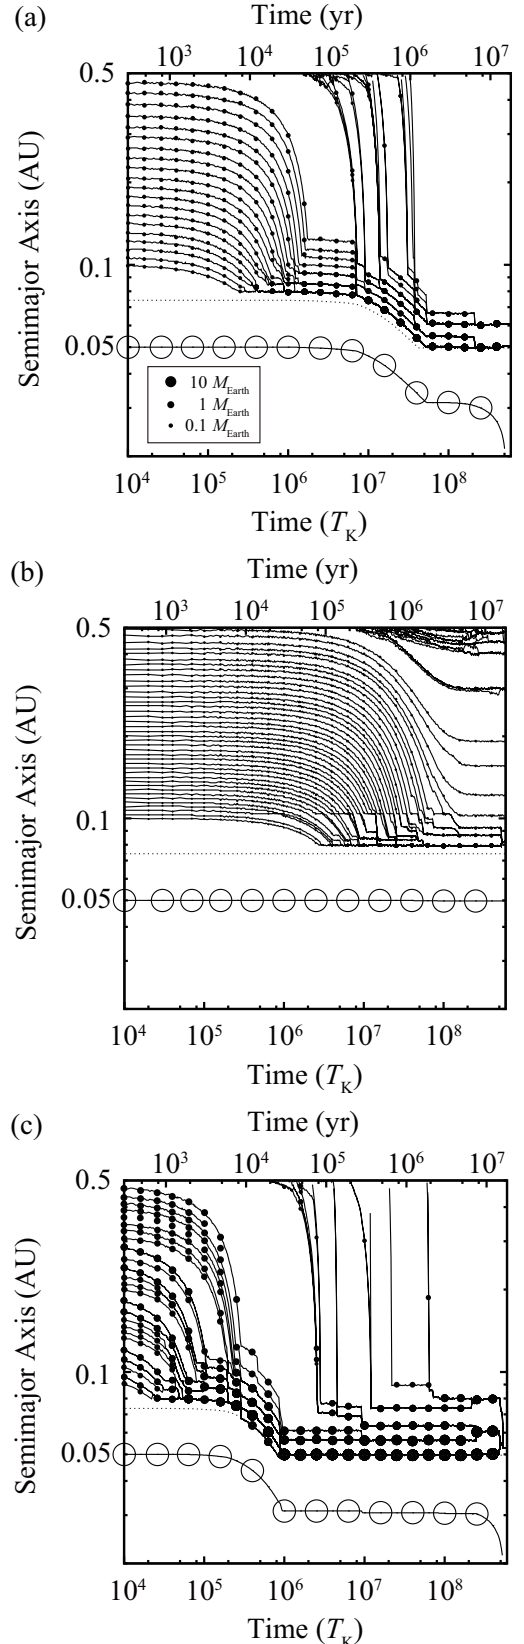 (a)
Time (yr)
10³ 10⁴ 10⁵ 10⁶ 10⁷
0.5
0.1
0.05
Semimajor Axis (AU)
10 M_Earth
1 M_Earth
0.1 M_Earth
10⁴ 10⁵ 10⁶ 10⁷ 10⁸
Time (T_K)
(b)
Time (yr)
10³ 10⁴ 10⁵ 10⁶ 10⁷
0.5
0.1
0.05
Semimajor Axis (AU)
10⁴ 10⁵ 10⁶ 10⁷ 10⁸
Time (T_K)
(c)
Time (yr)
10³ 10⁴ 10⁵ 10⁶ 10⁷
0.5
0.1
0.05
Semimajor Axis (AU)
10⁴ 10⁵ 10⁶ 10⁷ 10⁸
Time (T_K)